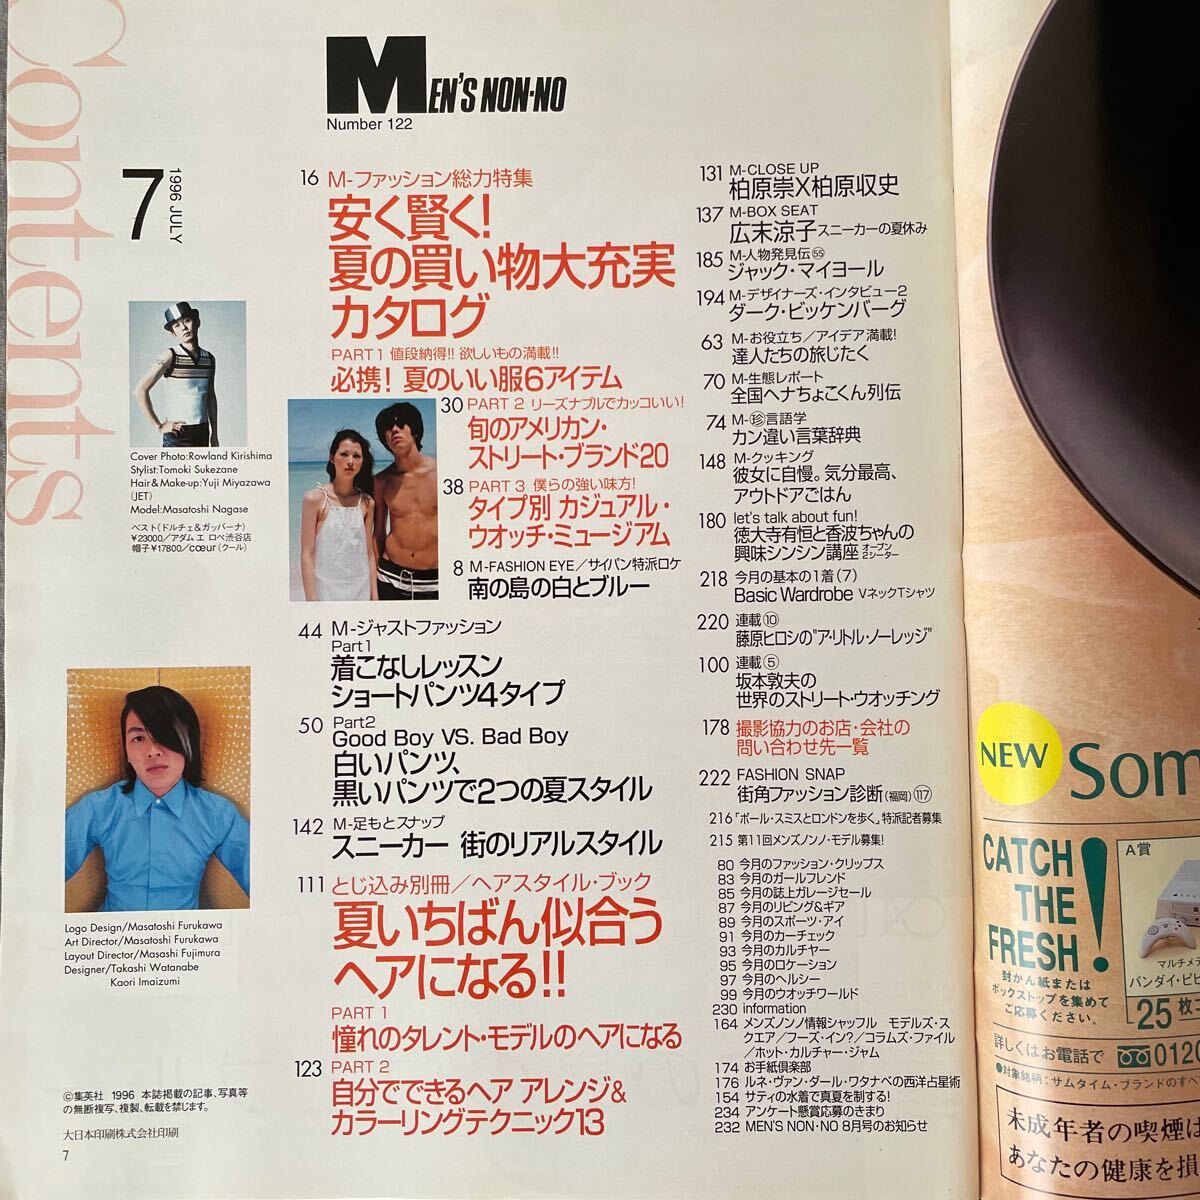 Contents
MEN'S NON-NO
Number 122
7
1996 JULY
Cover Photo:Rowland Kirishima
Stylist:Tomoki Sukezane
Hair&Make-up:Yuji Miyazawa
(JET)
Model:Masatoshi Nagase
ベスト(ドルチェ&ガッバーナ)
¥23000/アダム エ ロペ渋谷店
帽子¥17800/cœur(クール)
Logo Design/Masatoshi Furukawa
Art Director/Masatoshi Furukawa
Layout Director/Masashi Fujimura
Designer/Takashi Watanabe
Kaori Imaizumi
©集英社 1996 本誌掲載の記事、写真等
の無断複写、複製、転載を禁じます。
大日本印刷株式会社印刷
7
16 M-ファッション総力特集
安く賢く!
夏の買い物大充実
カタログ
PART 1 値段納得!! 欲しいもの満載!!
必携! 夏のいい服6アイテム
30 PART 2 リーズナブルでカッコいい!
旬のアメリカン・
ストリート・ブランド20
38 PART 3 僕らの強い味方!
タイプ別 カジュアル・
ウオッチ・ミュージアム
8 M-FASHION EYE/サイパン特派ロケ
南の島の白とブルー
44 M-ジャストファッション
Part1
着こなしレッスン
ショートパンツ4タイプ
50 Part2
Good Boy VS. Bad Boy
白いパンツ、
黒いパンツで2つの夏スタイル
142 M-足もとスナップ
スニーカー 街のリアルスタイル
111 とじ込み別冊/ヘアスタイル・ブック
夏いちばん似合う
ヘアになる!!
PART 1
憧れのタレント・モデルのヘアになる
123 PART 2
自分でできるヘア アレンジ&
カラーリングテクニック13
131 M-CLOSE UP
柏原崇X柏原収史
137 M-BOX SEAT
広末涼子 スニーカーの夏休み
185 M-人物発見伝㊺
ジャック・マイヨール
194 M-デザイナーズ・インタビュー2
ダーク・ビッケンバーグ
63 M-お役立ち/アイデア満載!
達人たちの旅じたく
70 M-生態レポート
全国ヘナちょこくん列伝
74 M-珍言語学
カン違い言葉辞典
148 M-クッキング
彼女に自慢。気分最高、
アウトドアごはん
180 let's talk about fun!
徳大寺有恒と香波ちゃんの
興味シンシン講座 オープン2シーター
218 今月の基本の1着(7)
Basic Wardrobe VネックTシャツ
220 連載⑩
藤原ヒロシの"ア・リトル・ノーレッジ"
100 連載⑤
坂本敦夫の
世界のストリート・ウオッチング
178 撮影協力のお店・会社の
問い合わせ先一覧
222 FASHION SNAP
街角ファッション診断(福岡)(117)
216「ポール・スミスとロンドンを歩く」特派記者募集
215 第11回メンズノンノ・モデル募集!
80 今月のファッション・クリップス
83 今月のガールフレンド
85 今月の誌上ガレージセール
87 今月のリビング&ギア
89 今月のスポーツ・アイ
91 今月のカーチェック
93 今月のカルチャー
95 今月のロケーション
97 今月のヘルシー
99 今月のウオッチワールド
230 information
164 メンズノンノ情報シャッフル モデルズ・ス
クエア/フーズ・イン?/コラムズ・ファイル
/ホット・カルチャー・ジャム
174 お手紙倶楽部
176 ルネ・ヴァン・ダール・ワタナベの西洋占星術
154 サティの水着で真夏を制する!
234 アンケート懸賞応募のきまり
232 MEN'S NON・NO 8月号のお知らせ
NEW
Som
CATCH
THE
FRESH!
封かん紙または
ボックストップを集めて
ご応募ください。
A賞
マルチメデ
バンダイ・ピピ
25枚
詳しくはお電話で 0120
●対象銘柄:サムタイム・ブランドのすべ
未成年者の喫煙は
あなたの健康を損